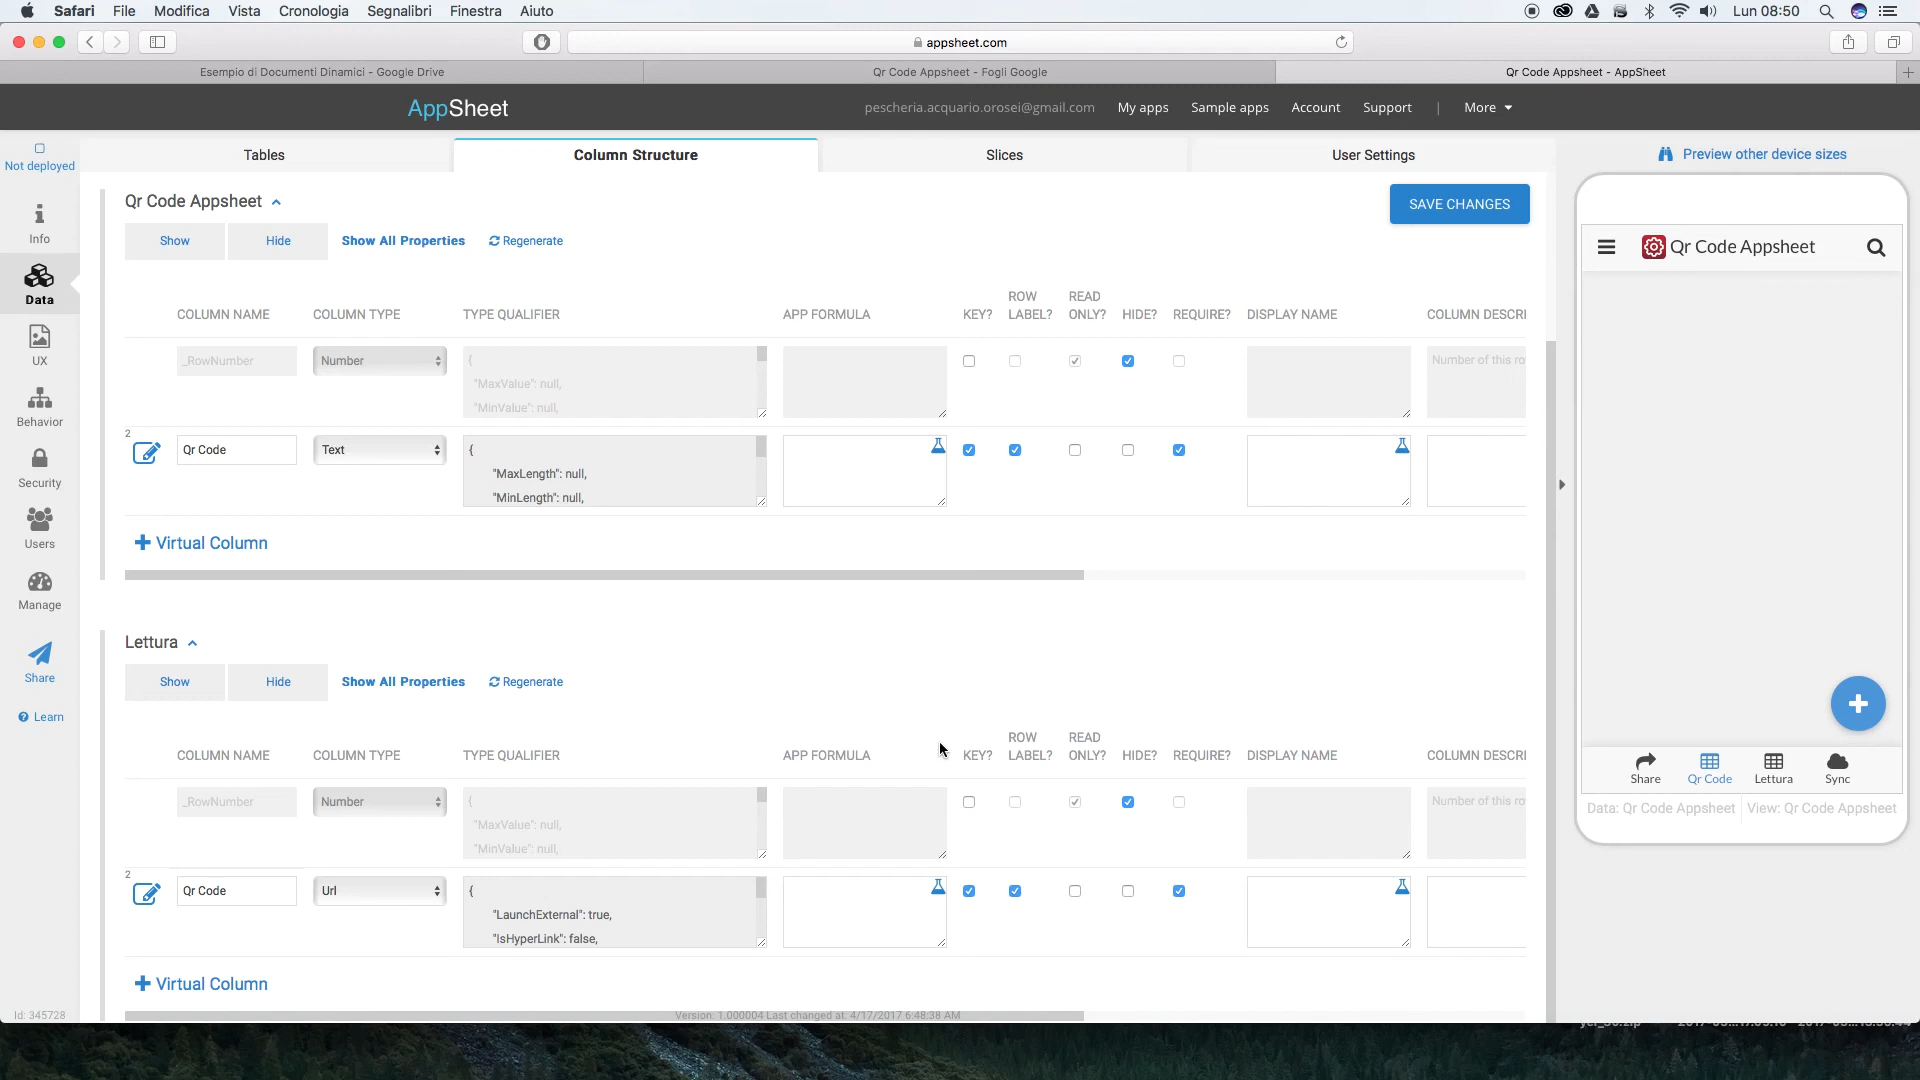 Safari File Modifica Vista Cronologia Segnalibri Finestra Aiuto Lun 08:50
appsheet.com
Esempio di Documenti Dinamici - Google Drive
Qr Code Appsheet - Fogli Google
Qr Code Appsheet - AppSheet
AppSheet
pescheria.acquario.orosei@gmail.com My apps Sample apps Account Support | More
Not deployed
Tables
Column Structure
Slices
User Settings
Preview other device sizes
Info
Data
UX
Behavior
Security
Users
Manage
Share
Learn
Id: 345728
Qr Code Appsheet
SAVE CHANGES
Show Hide Show All Properties Regenerate
COLUMN NAME COLUMN TYPE TYPE QUALIFIER APP FORMULA KEY? ROW LABEL? READ ONLY? HIDE? REQUIRE? DISPLAY NAME COLUMN DESCRI
_RowNumber Number { Number of this ro
"MaxValue": null,
"MinValue": null,
2
Qr Code Text {
"MaxLength": null,
"MinLength": null,
Virtual Column
Lettura
Show Hide Show All Properties Regenerate
COLUMN NAME COLUMN TYPE TYPE QUALIFIER APP FORMULA KEY? ROW LABEL? READ ONLY? HIDE? REQUIRE? DISPLAY NAME COLUMN DESCRI
_RowNumber Number { Number of this ro
"MaxValue": null,
"MinValue": null,
2
Qr Code Url {
"LaunchExternal": true,
"IsHyperLink": false,
Virtual Column
Version: 1.000004 Last changed at: 4/17/2017 6:48:38 AM
Qr Code Appsheet
Share Qr Code Lettura Sync
Data: Qr Code Appsheet View: Qr Code Appsheet